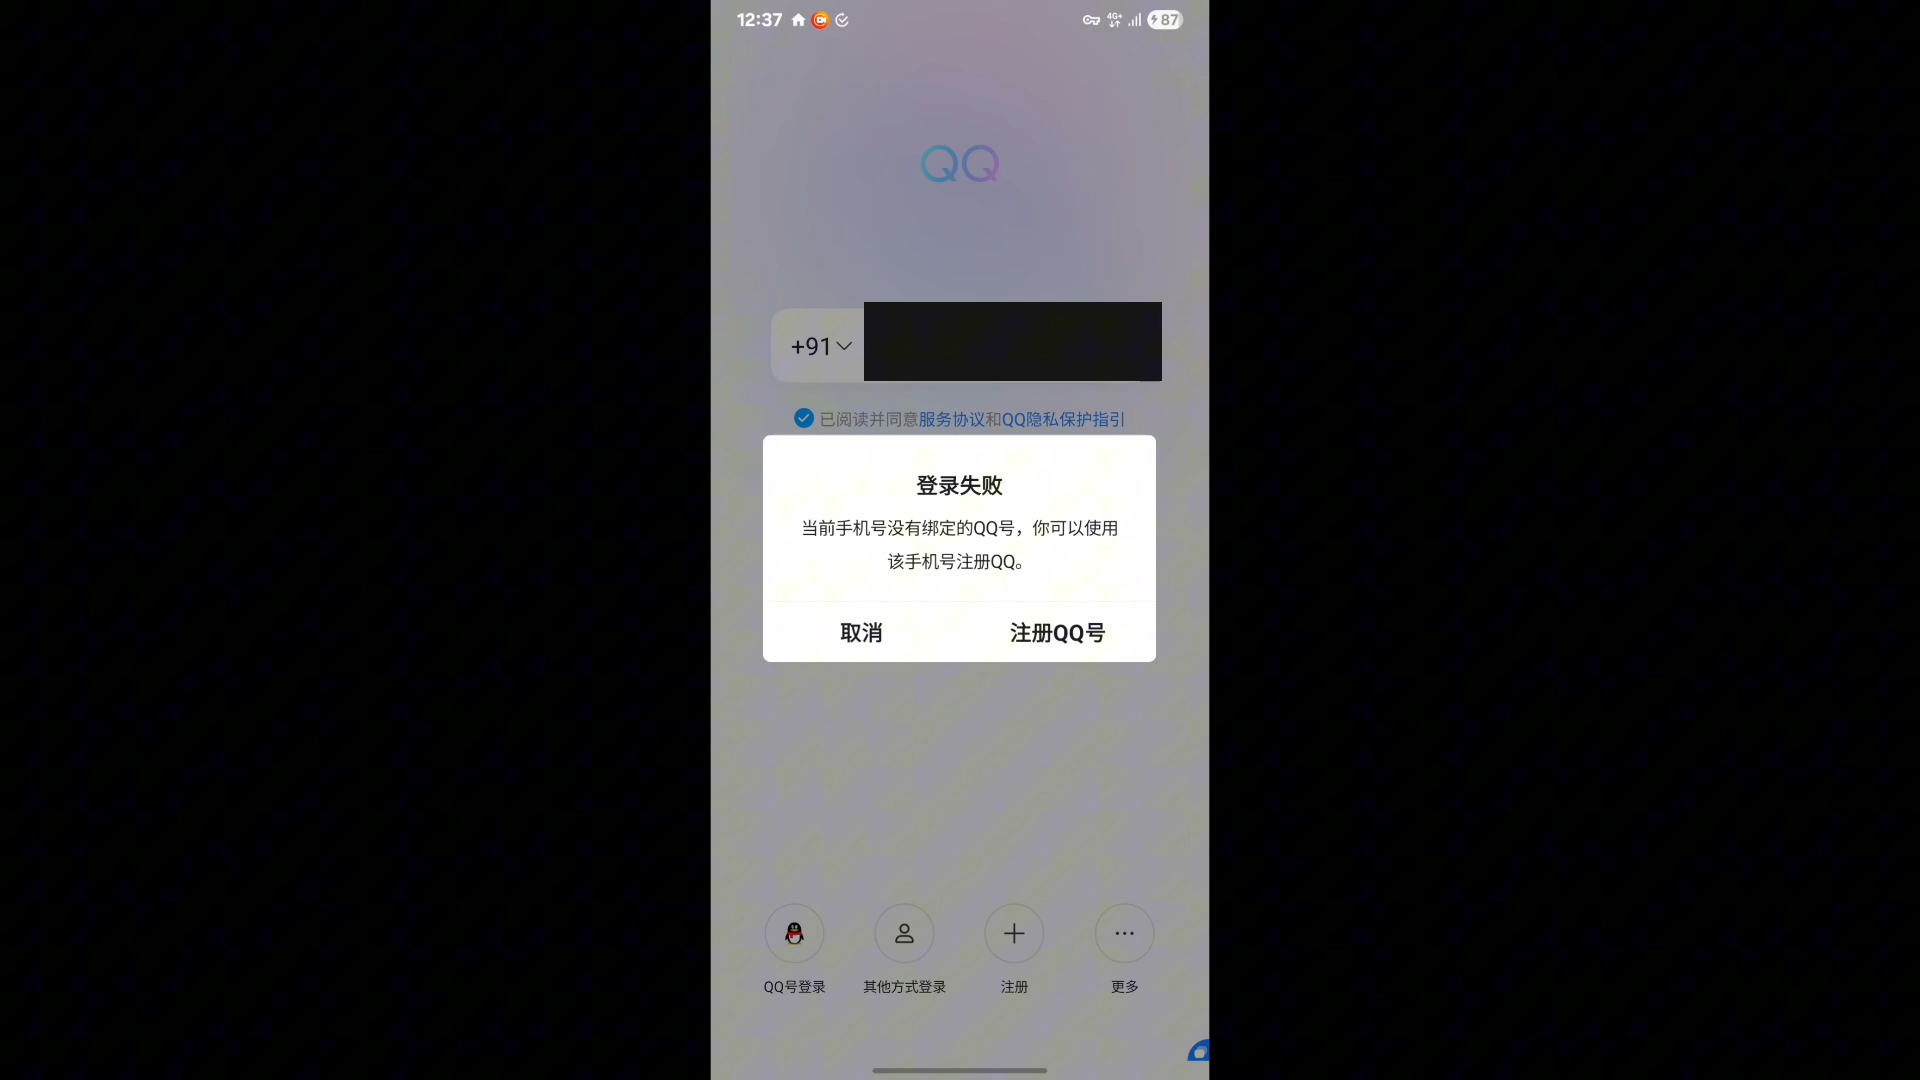 12:37
4G+
87
QQ
+91
已阅读并同意服务协议和QQ隐私保护指引
登录失败
当前手机号没有绑定的QQ号，你可以使用
该手机号注册QQ。
取消
注册QQ号
QQ号登录
其他方式登录
注册
更多